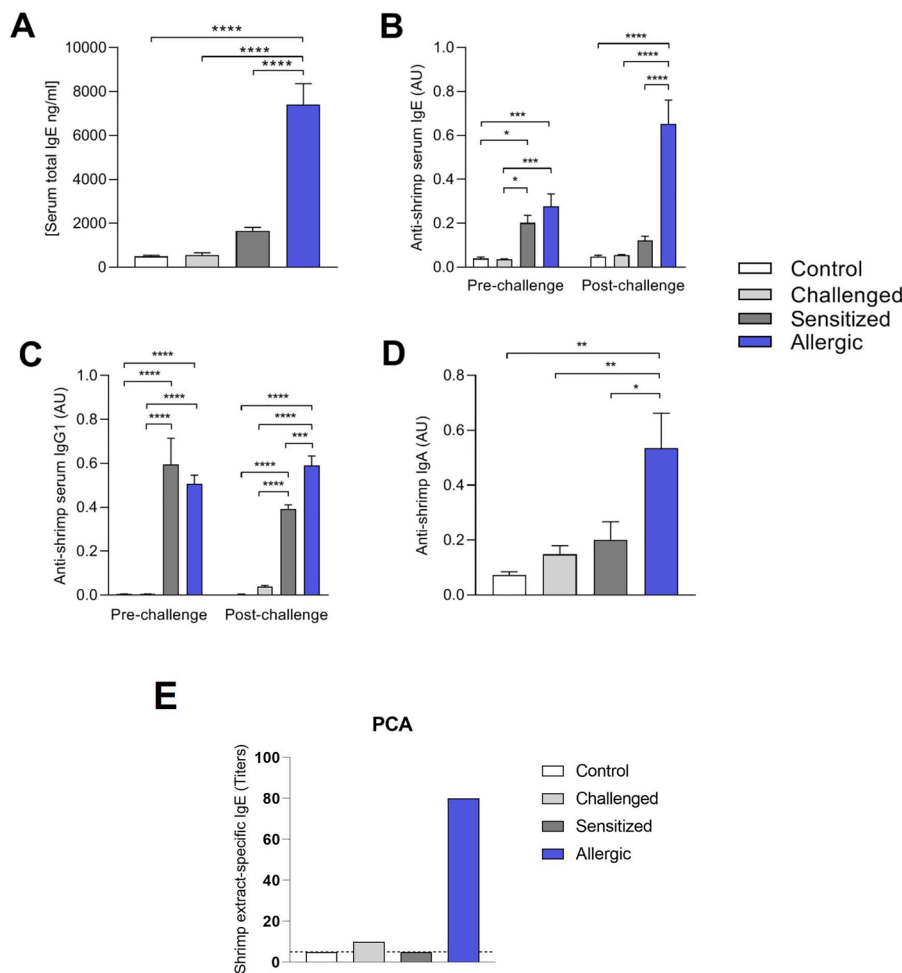 A
****
****
****
10000
8000
6000
4000
2000
0
[Serum total IgE ng/ml]
B
****
****
****
***
*
***
*
1.0
0.8
0.6
0.4
0.2
0.0
Anti-shrimp serum IgE (AU)
Pre-challenge Post-challenge
Control
Challenged
Sensitized
Allergic
C
****
****
****
****
****
****
***
****
****
1.0
0.8
0.6
0.4
0.2
0.0
Anti-shrimp serum IgG1 (AU)
Pre-challenge Post-challenge
D
**
**
*
0.8
0.6
0.4
0.2
0.0
Anti-shrimp IgA (AU)
E
PCA
100
80
60
40
20
0
Shrimp extract-specific IgE (Titers)
Control
Challenged
Sensitized
Allergic